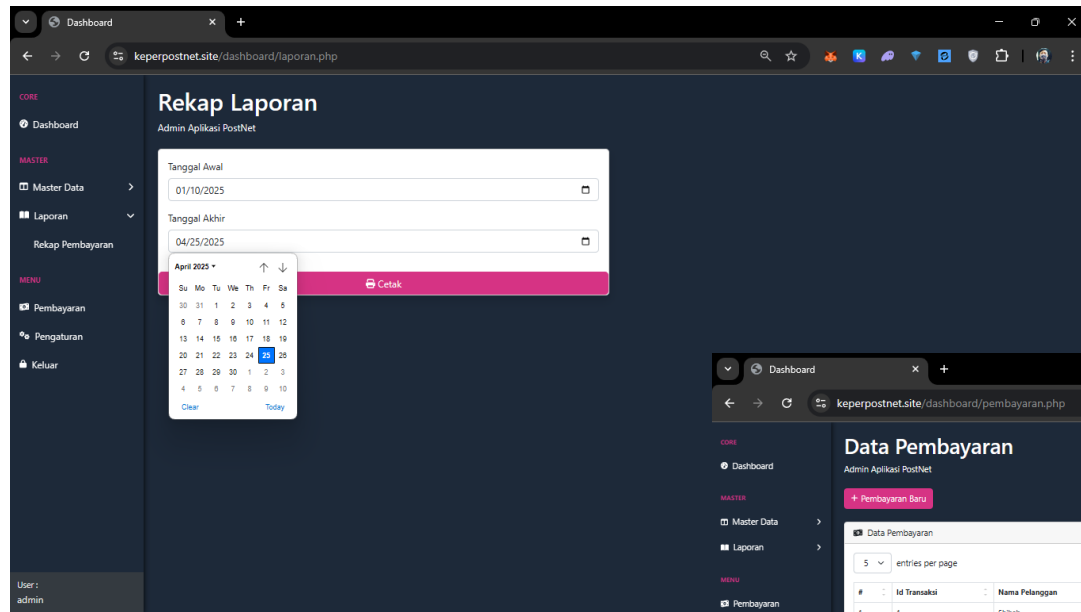 Dashboard
keperpostnet.site/dashboard/laporan.php
CORE
Dashboard
MASTER
Master Data
Laporan
Rekap Pembayaran
MENU
Pembayaran
Pengaturan
Keluar
User :
admin
Rekap Laporan
Admin Aplikasi PostNet
Tanggal Awal
01/10/2025
Tanggal Akhir
04/25/2025
Cetak
April 2025
Su Mo Tu We Th Fr Sa
30 31 1 2 3 4 5
6 7 8 9 10 11 12
13 14 15 16 17 18 19
20 21 22 23 24 25 26
27 28 29 30 1 2 3
4 5 6 7 8 9 10
Clear Today
Dashboard
keperpostnet.site/dashboard/pembayaran.php
CORE
Dashboard
MASTER
Master Data
Laporan
MENU
Pembayaran
Data Pembayaran
Admin Aplikasi PostNet
+ Pembayaran Baru
Data Pembayaran
5 entries per page
# Id Transaksi Nama Pelanggan